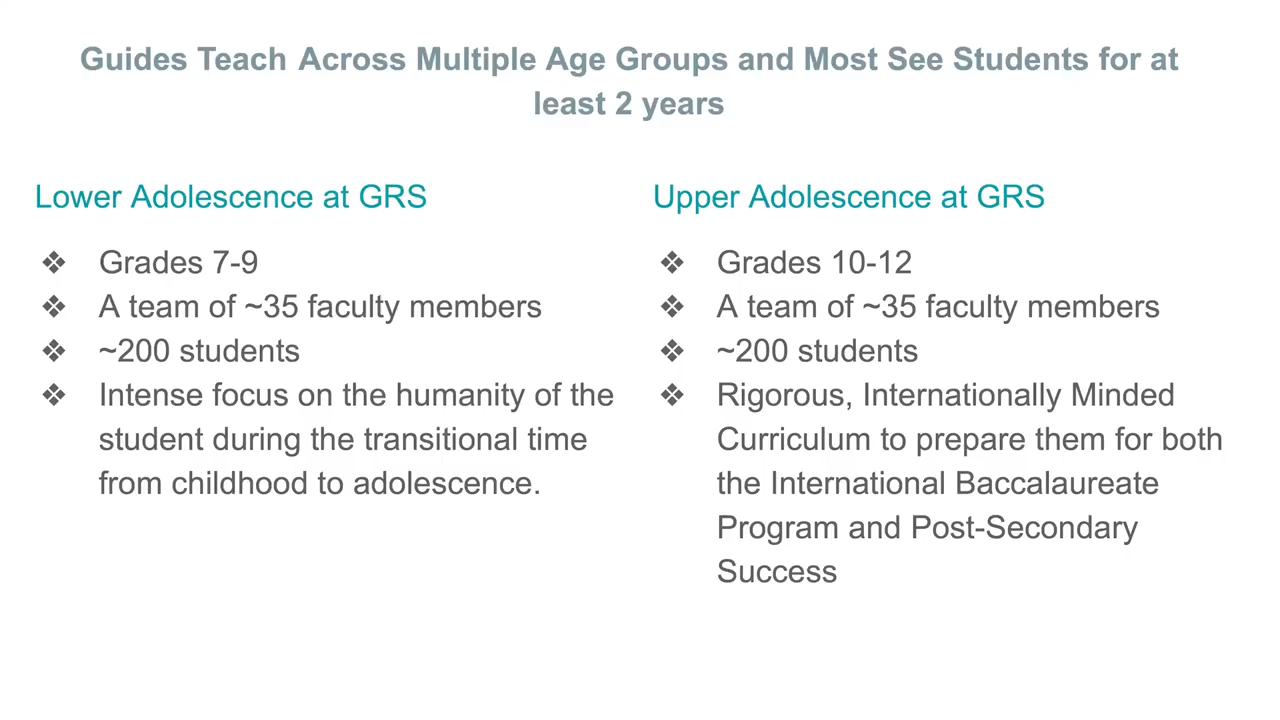 Guides Teach Across Multiple Age Groups and Most See Students for at
least 2 years
Lower Adolescence at GRS
❖ Grades 7-9
❖ A team of ~35 faculty members
❖ ~200 students
❖ Intense focus on the humanity of the
student during the transitional time
from childhood to adolescence.
Upper Adolescence at GRS
❖ Grades 10-12
❖ A team of ~35 faculty members
❖ ~200 students
❖ Rigorous, Internationally Minded
Curriculum to prepare them for both
the International Baccalaureate
Program and Post-Secondary
Success